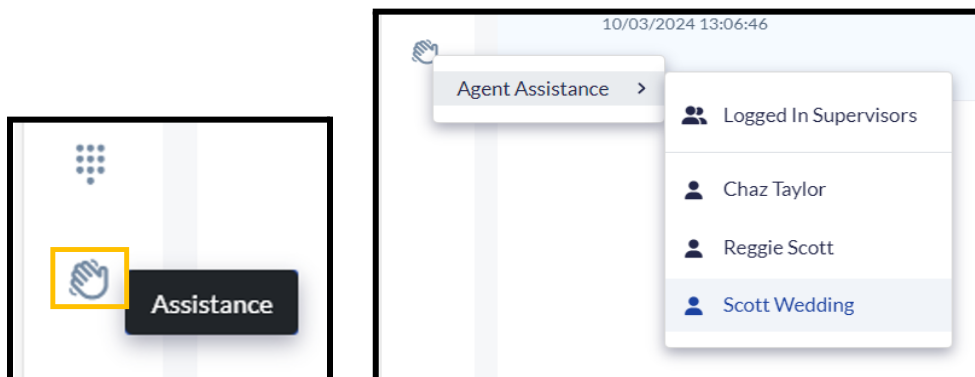 Assistance
10/03/2024 13:06:46
Agent Assistance
Logged In Supervisors
Chaz Taylor
Reggie Scott
Scott Wedding